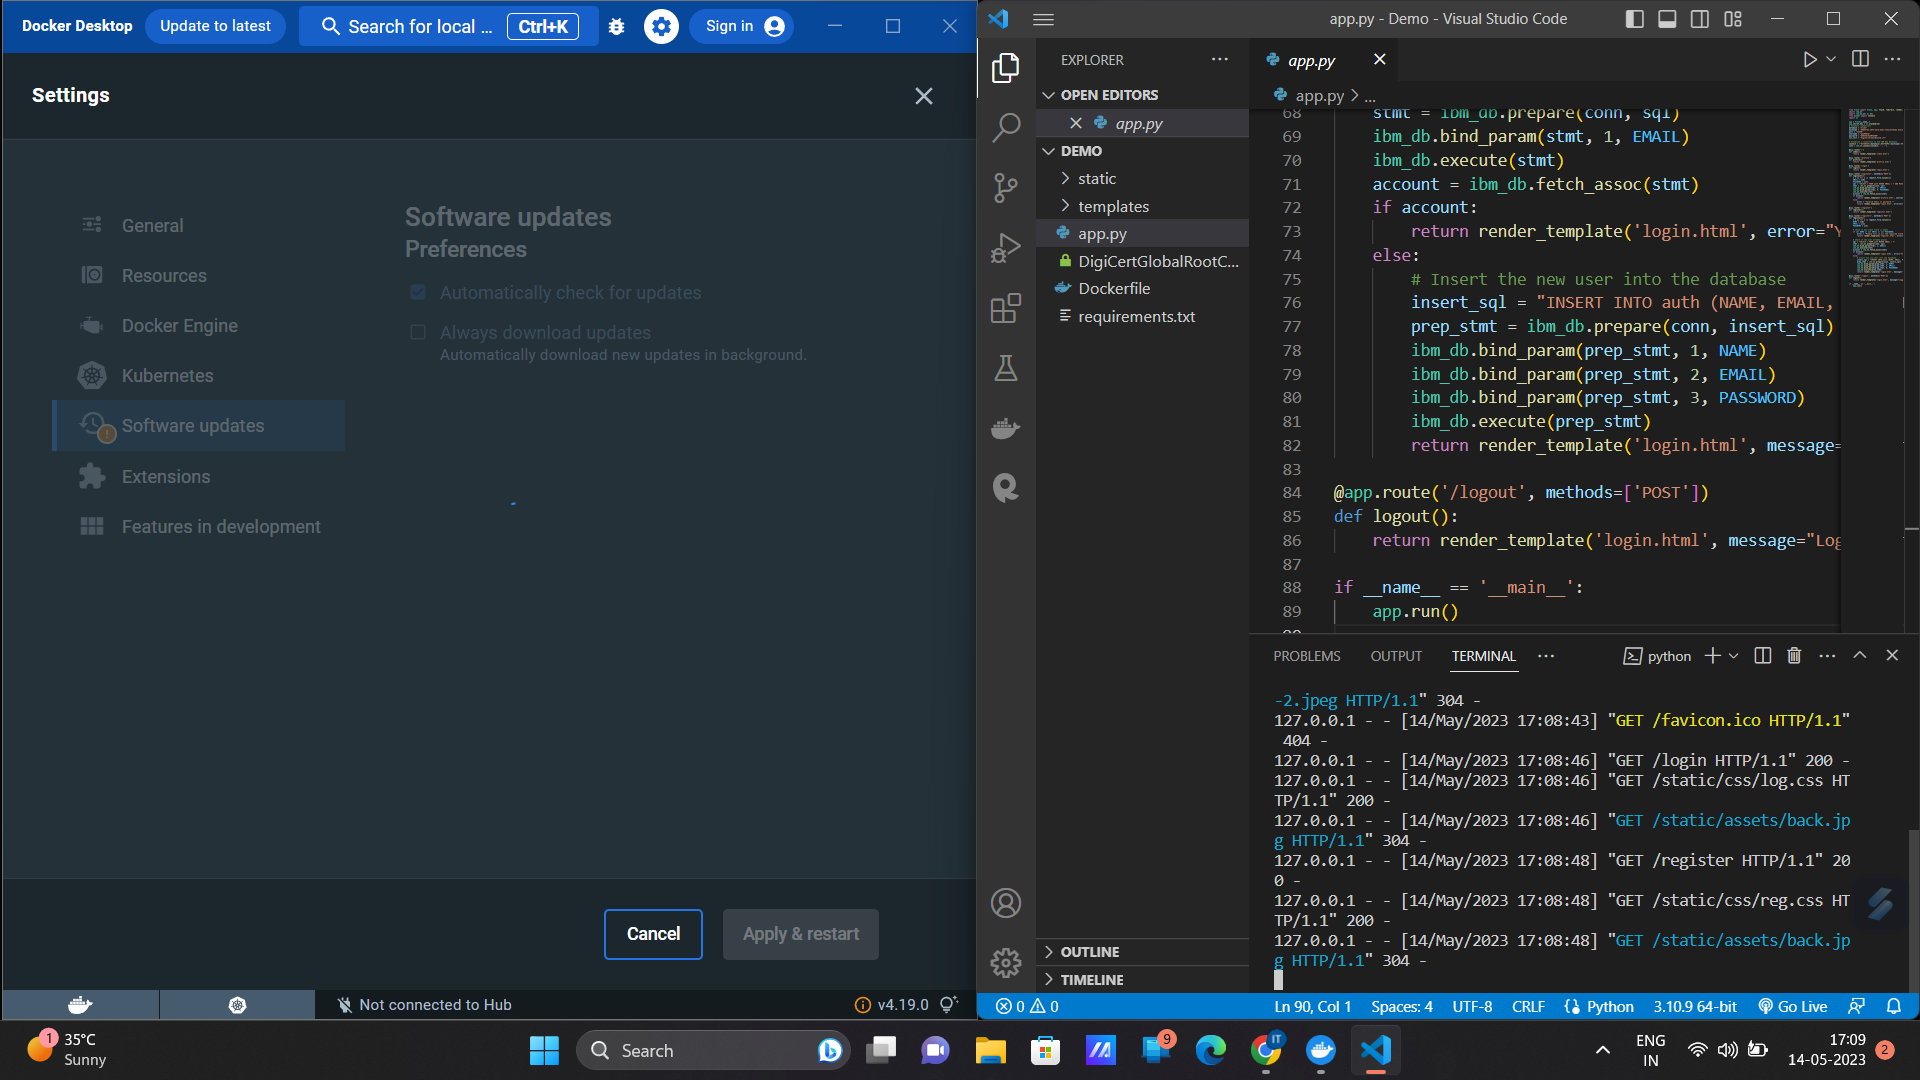 Docker Desktop
Update to latest
Search for local ...
Ctrl+K
Sign in
Settings
General
Resources
Docker Engine
Kubernetes
Software updates
Extensions
Features in development
Software updates
Preferences
Automatically check for updates
Always download updates
Automatically download new updates in background.
Cancel
Apply & restart
Not connected to Hub
v4.19.0
app.py - Demo - Visual Studio Code
EXPLORER
OPEN EDITORS
app.py
DEMO
static
templates
app.py
DigiCertGlobalRootC...
Dockerfile
requirements.txt
OUTLINE
TIMELINE
app.py
app.py > ...
68 stmt = ibm_db.prepare(conn, sql)
69 ibm_db.bind_param(stmt, 1, EMAIL)
70 ibm_db.execute(stmt)
71 account = ibm_db.fetch_assoc(stmt)
72 if account:
73 return render_template('login.html', error="Y
74 else:
75 # Insert the new user into the database
76 insert_sql = "INSERT INTO auth (NAME, EMAIL,
77 prep_stmt = ibm_db.prepare(conn, insert_sql)
78 ibm_db.bind_param(prep_stmt, 1, NAME)
79 ibm_db.bind_param(prep_stmt, 2, EMAIL)
80 ibm_db.bind_param(prep_stmt, 3, PASSWORD)
81 ibm_db.execute(prep_stmt)
82 return render_template('login.html', message=
83
84 @app.route('/logout', methods=['POST'])
85 def logout():
86 return render_template('login.html', message="Log
87
88 if __name__ == '__main__':
89 app.run()
90
PROBLEMS
OUTPUT
TERMINAL
python
-2.jpeg HTTP/1.1" 304 -
127.0.0.1 - - [14/May/2023 17:08:43] "GET /favicon.ico HTTP/1.1"
404 -
127.0.0.1 - - [14/May/2023 17:08:46] "GET /login HTTP/1.1" 200 -
127.0.0.1 - - [14/May/2023 17:08:46] "GET /static/css/log.css HT
TP/1.1" 200 -
127.0.0.1 - - [14/May/2023 17:08:46] "GET /static/assets/back.jp
g HTTP/1.1" 304 -
127.0.0.1 - - [14/May/2023 17:08:48] "GET /register HTTP/1.1" 20
0 -
127.0.0.1 - - [14/May/2023 17:08:48] "GET /static/css/reg.css HT
TP/1.1" 200 -
127.0.0.1 - - [14/May/2023 17:08:48] "GET /static/assets/back.jp
g HTTP/1.1" 304 -
0
0
Ln 90, Col 1
Spaces: 4
UTF-8
CRLF
Python
3.10.9 64-bit
Go Live
1
35°C
Sunny
Search
9
IT
ENG
IN
17:09
14-05-2023
2